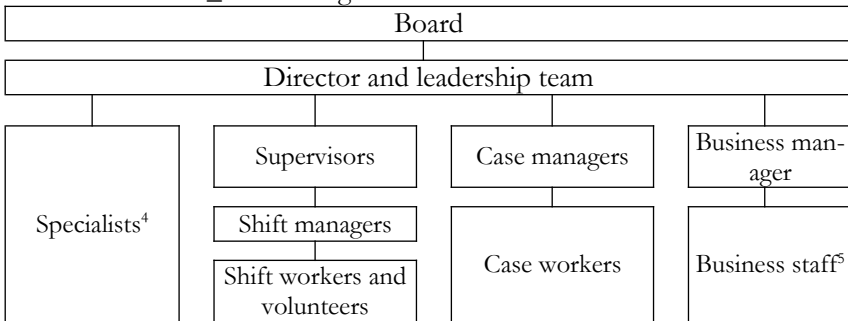 Board
Director and leadership team
Specialists⁴
Supervisors
Shift managers
Shift workers and
volunteers
Case managers
Case workers
Business man-
ager
Business staff⁵